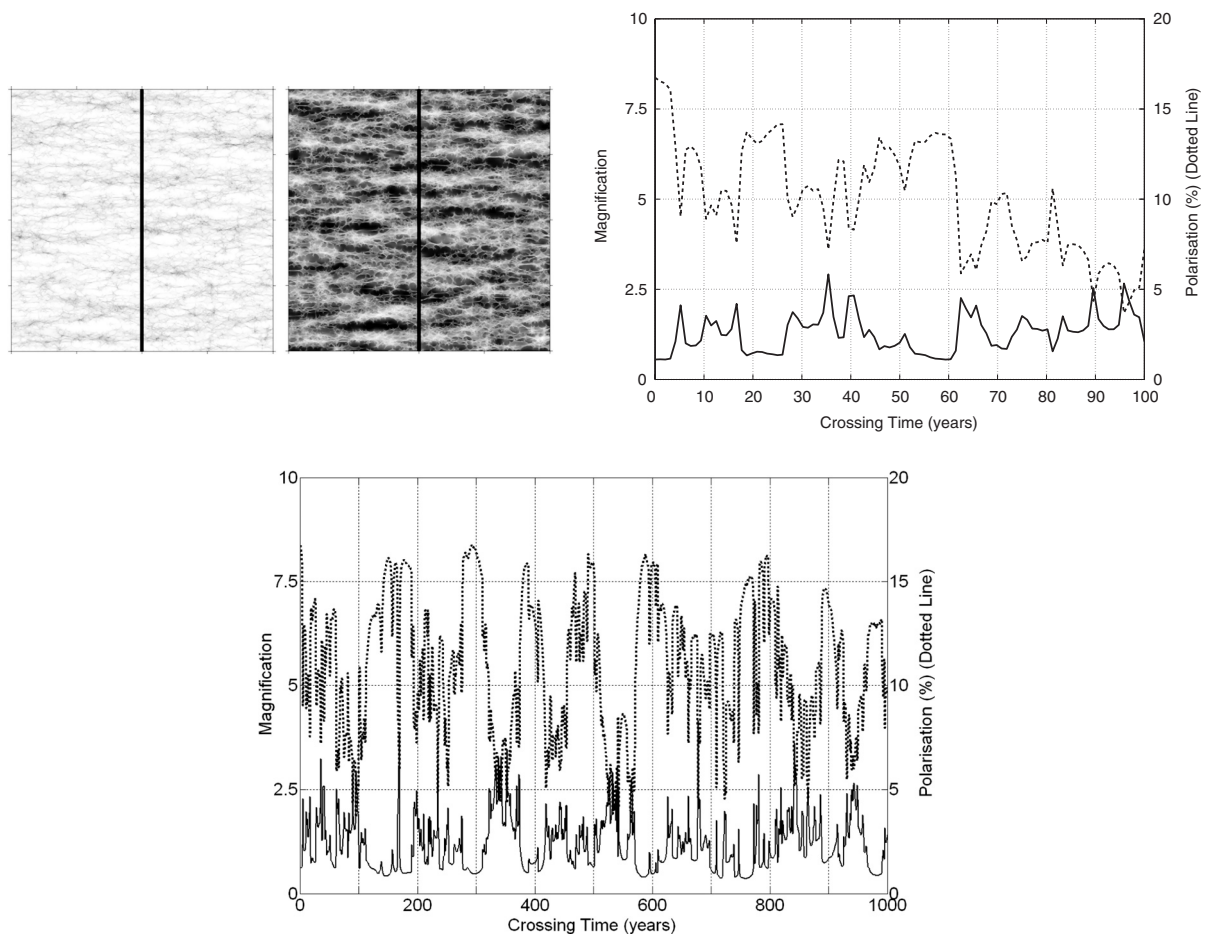 10
7.5
5
2.5
0
Magnification
20
15
10
5
0
Polarisation (%) (Dotted Line)
0 10 20 30 40 50 60 70 80 90 100
Crossing Time (years)
10
7.5
5
2.5
0
Magnification
20
15
10
5
0
Polarisation (%) (Dotted Line)
0 200 400 600 800 1000
Crossing Time (years)